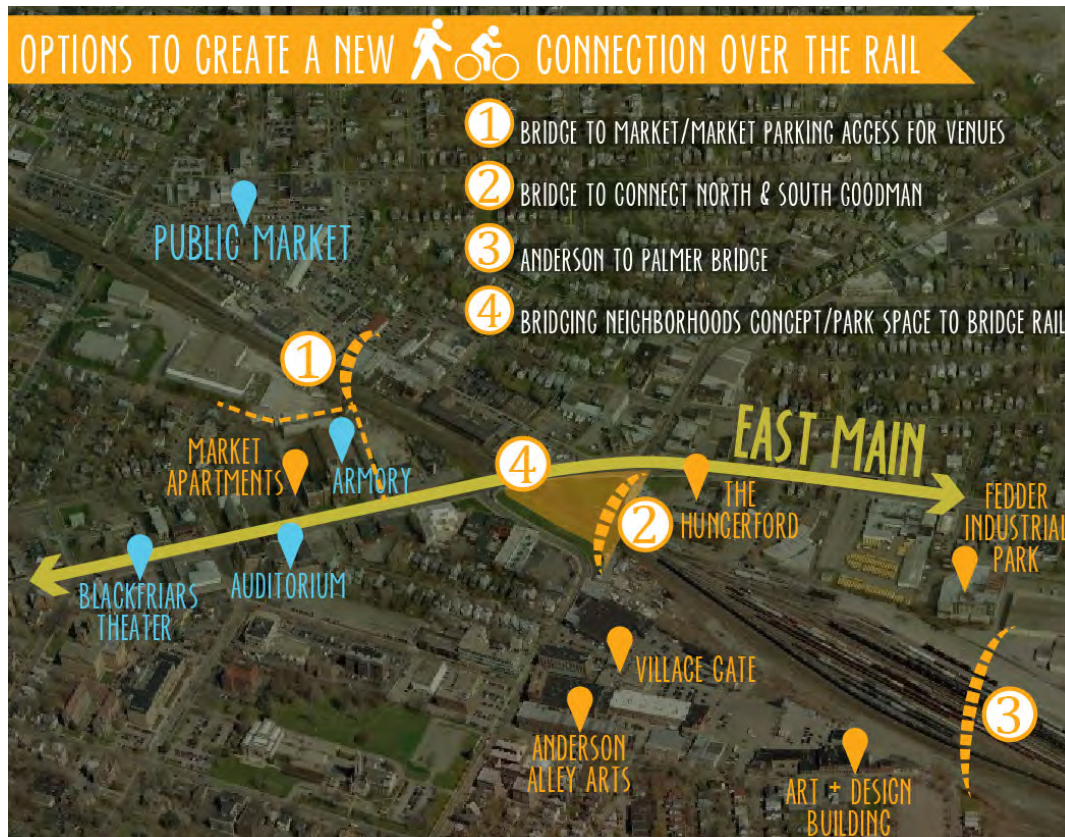 OPTIONS TO CREATE A NEW CONNECTION OVER THE RAIL
1 BRIDGE TO MARKET/MARKET PARKING ACCESS FOR VENUES
2 BRIDGE TO CONNECT NORTH & SOUTH GOODMAN
3 ANDERSON TO PALMER BRIDGE
4 BRIDGING NEIGHBORHOODS CONCEPT/PARK SPACE TO BRIDGE RAIL
PUBLIC MARKET
1
MARKET
APARTMENTS
ARMORY
4
EAST MAIN
2
THE
HUNGERFORD
FEDDER
INDUSTRIAL
PARK
BLACKFRIARS
THEATER
AUDITORIUM
VILLAGE GATE
ANDERSON
ALLEY ARTS
ART + DESIGN
BUILDING
3